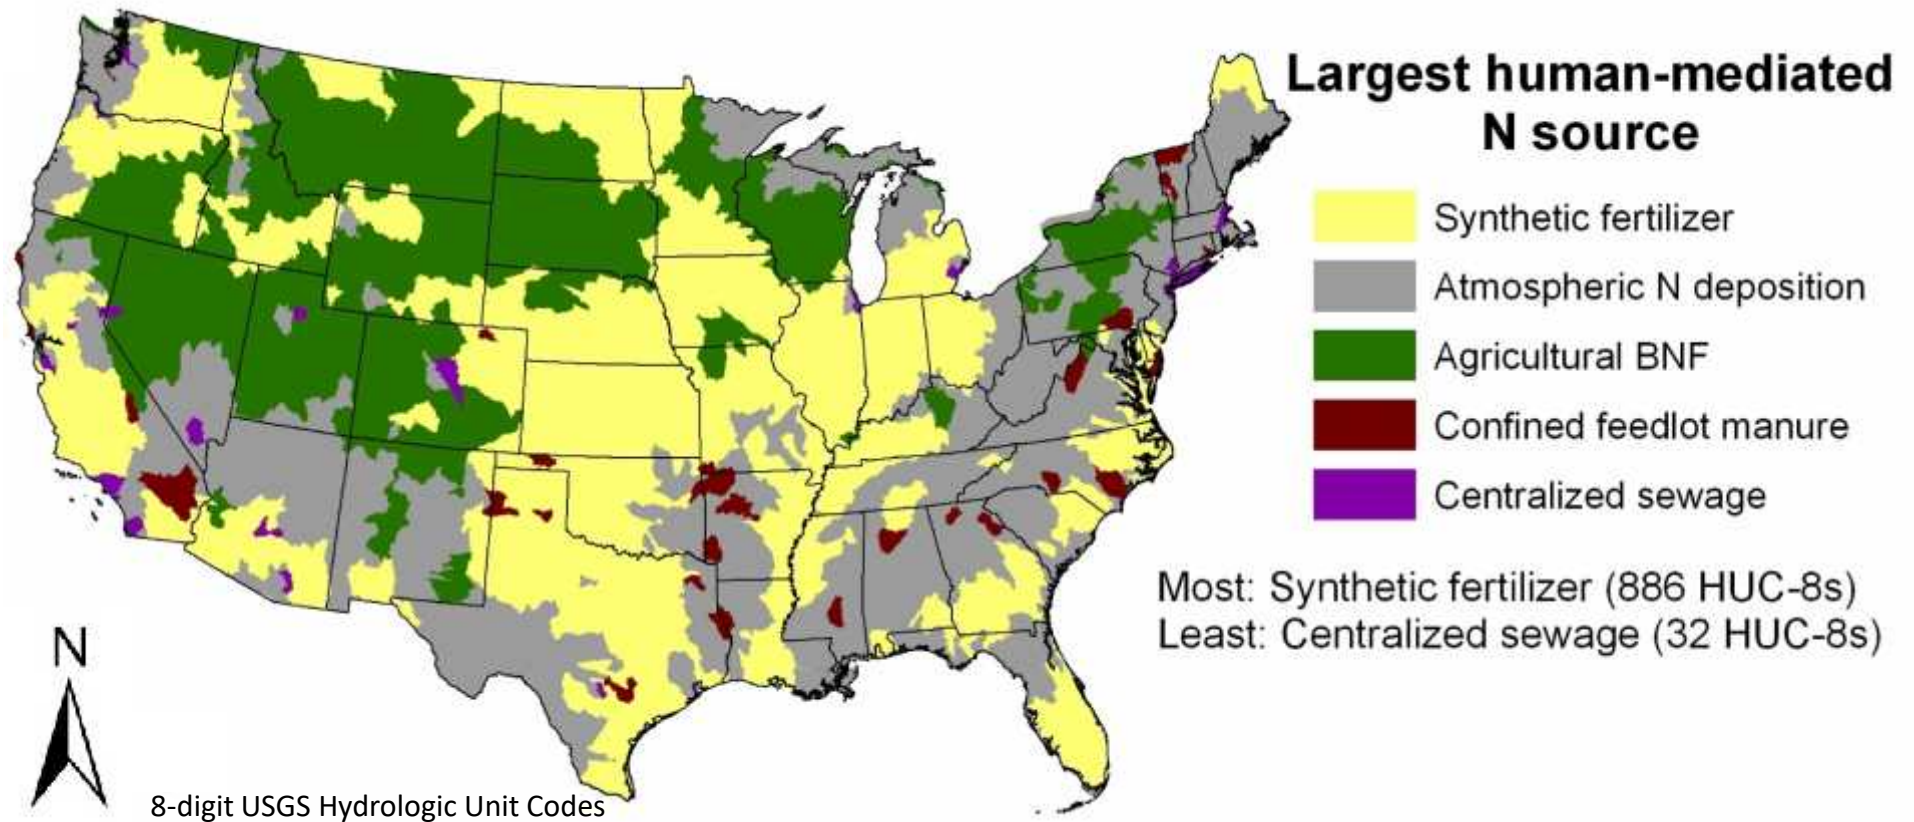 Largest human-mediated
N source
Synthetic fertilizer
Atmospheric N deposition
Agricultural BNF
Confined feedlot manure
Centralized sewage
Most: Synthetic fertilizer (886 HUC-8s)
Least: Centralized sewage (32 HUC-8s)
N
8-digit USGS Hydrologic Unit Codes